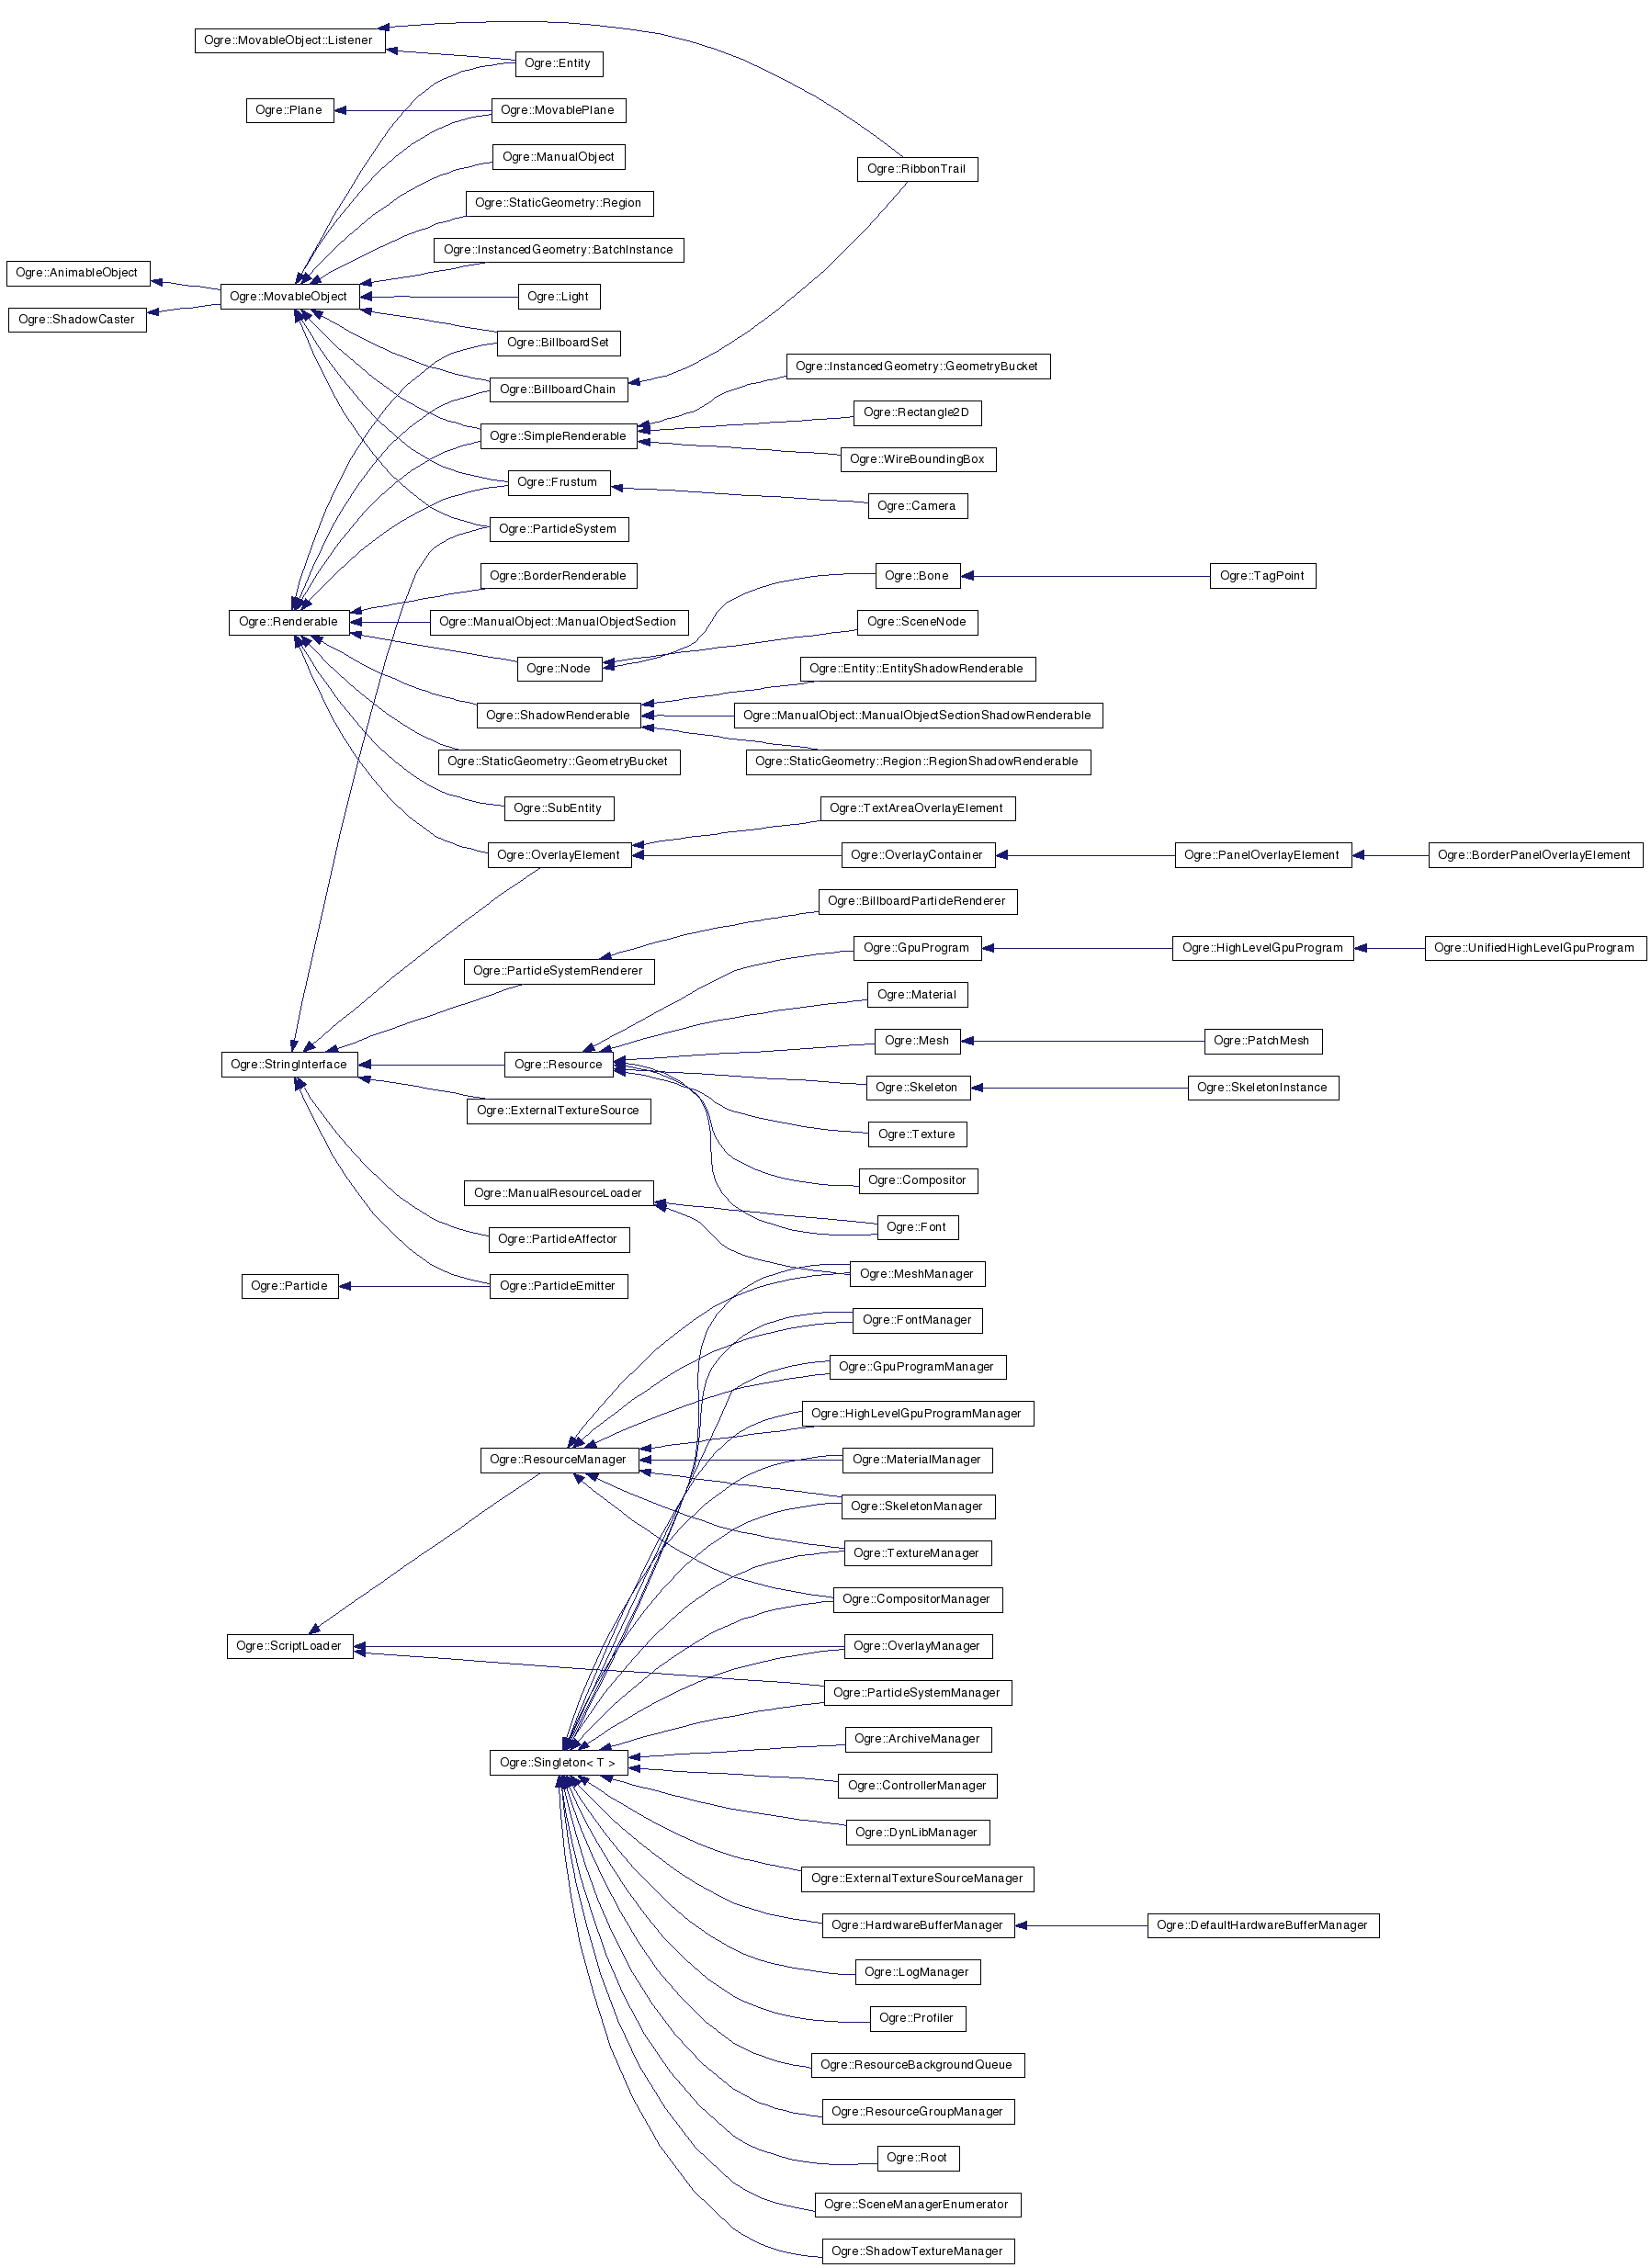 Ogre::MovableObject::Listener
Ogre::Entity
Ogre::Plane
Ogre::MovablePlane
Ogre::ManualObject
Ogre::RibbonTrail
Ogre::StaticGeometry::Region
Ogre::InstancedGeometry::BatchInstance
Ogre::AnimableObject
Ogre::MovableObject
Ogre::Light
Ogre::ShadowCaster
Ogre::BillboardSet
Ogre::InstancedGeometry::GeometryBucket
Ogre::BillboardChain
Ogre::Rectangle2D
Ogre::SimpleRenderable
Ogre::WireBoundingBox
Ogre::Frustum
Ogre::Camera
Ogre::ParticleSystem
Ogre::BorderRenderable
Ogre::Bone
Ogre::TagPoint
Ogre::Renderable
Ogre::ManualObject::ManualObjectSection
Ogre::SceneNode
Ogre::Node
Ogre::Entity::EntityShadowRenderable
Ogre::ShadowRenderable
Ogre::ManualObject::ManualObjectSectionShadowRenderable
Ogre::StaticGeometry::GeometryBucket
Ogre::StaticGeometry::Region::RegionShadowRenderable
Ogre::SubEntity
Ogre::TextAreaOverlayElement
Ogre::OverlayElement
Ogre::OverlayContainer
Ogre::PanelOverlayElement
Ogre::BorderPanelOverlayElement
Ogre::BillboardParticleRenderer
Ogre::GpuProgram
Ogre::HighLevelGpuProgram
Ogre::UnifiedHighLevelGpuProgram
Ogre::ParticleSystemRenderer
Ogre::Material
Ogre::Mesh
Ogre::PatchMesh
Ogre::StringInterface
Ogre::Resource
Ogre::Skeleton
Ogre::SkeletonInstance
Ogre::ExternalTextureSource
Ogre::Texture
Ogre::Compositor
Ogre::ManualResourceLoader
Ogre::Font
Ogre::ParticleAffector
Ogre::MeshManager
Ogre::Particle
Ogre::ParticleEmitter
Ogre::FontManager
Ogre::GpuProgramManager
Ogre::HighLevelGpuProgramManager
Ogre::ResourceManager
Ogre::MaterialManager
Ogre::SkeletonManager
Ogre::TextureManager
Ogre::CompositorManager
Ogre::ScriptLoader
Ogre::OverlayManager
Ogre::ParticleSystemManager
Ogre::ArchiveManager
Ogre::Singleton< T >
Ogre::ControllerManager
Ogre::DynLibManager
Ogre::ExternalTextureSourceManager
Ogre::HardwareBufferManager
Ogre::DefaultHardwareBufferManager
Ogre::LogManager
Ogre::Profiler
Ogre::ResourceBackgroundQueue
Ogre::ResourceGroupManager
Ogre::Root
Ogre::SceneManagerEnumerator
Ogre::ShadowTextureManager